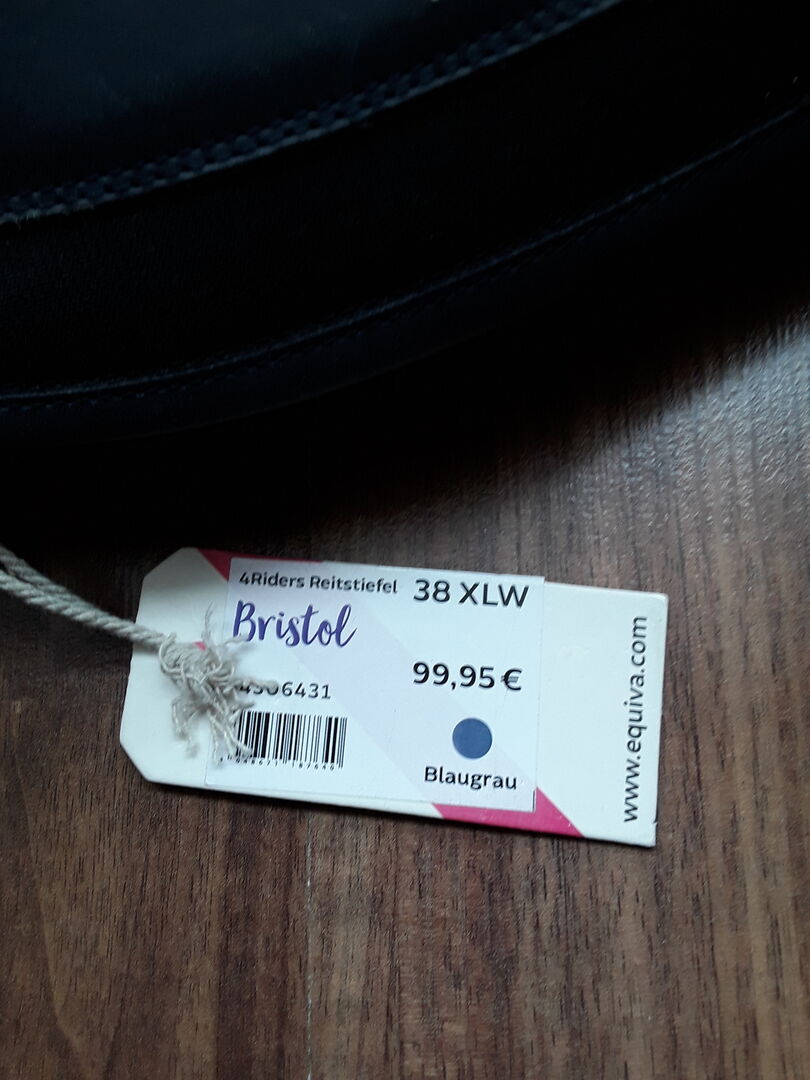 4Riders Reitstiefel 38 XLW
Bristol
99,95 €
Blaugrau
www.equiva.com